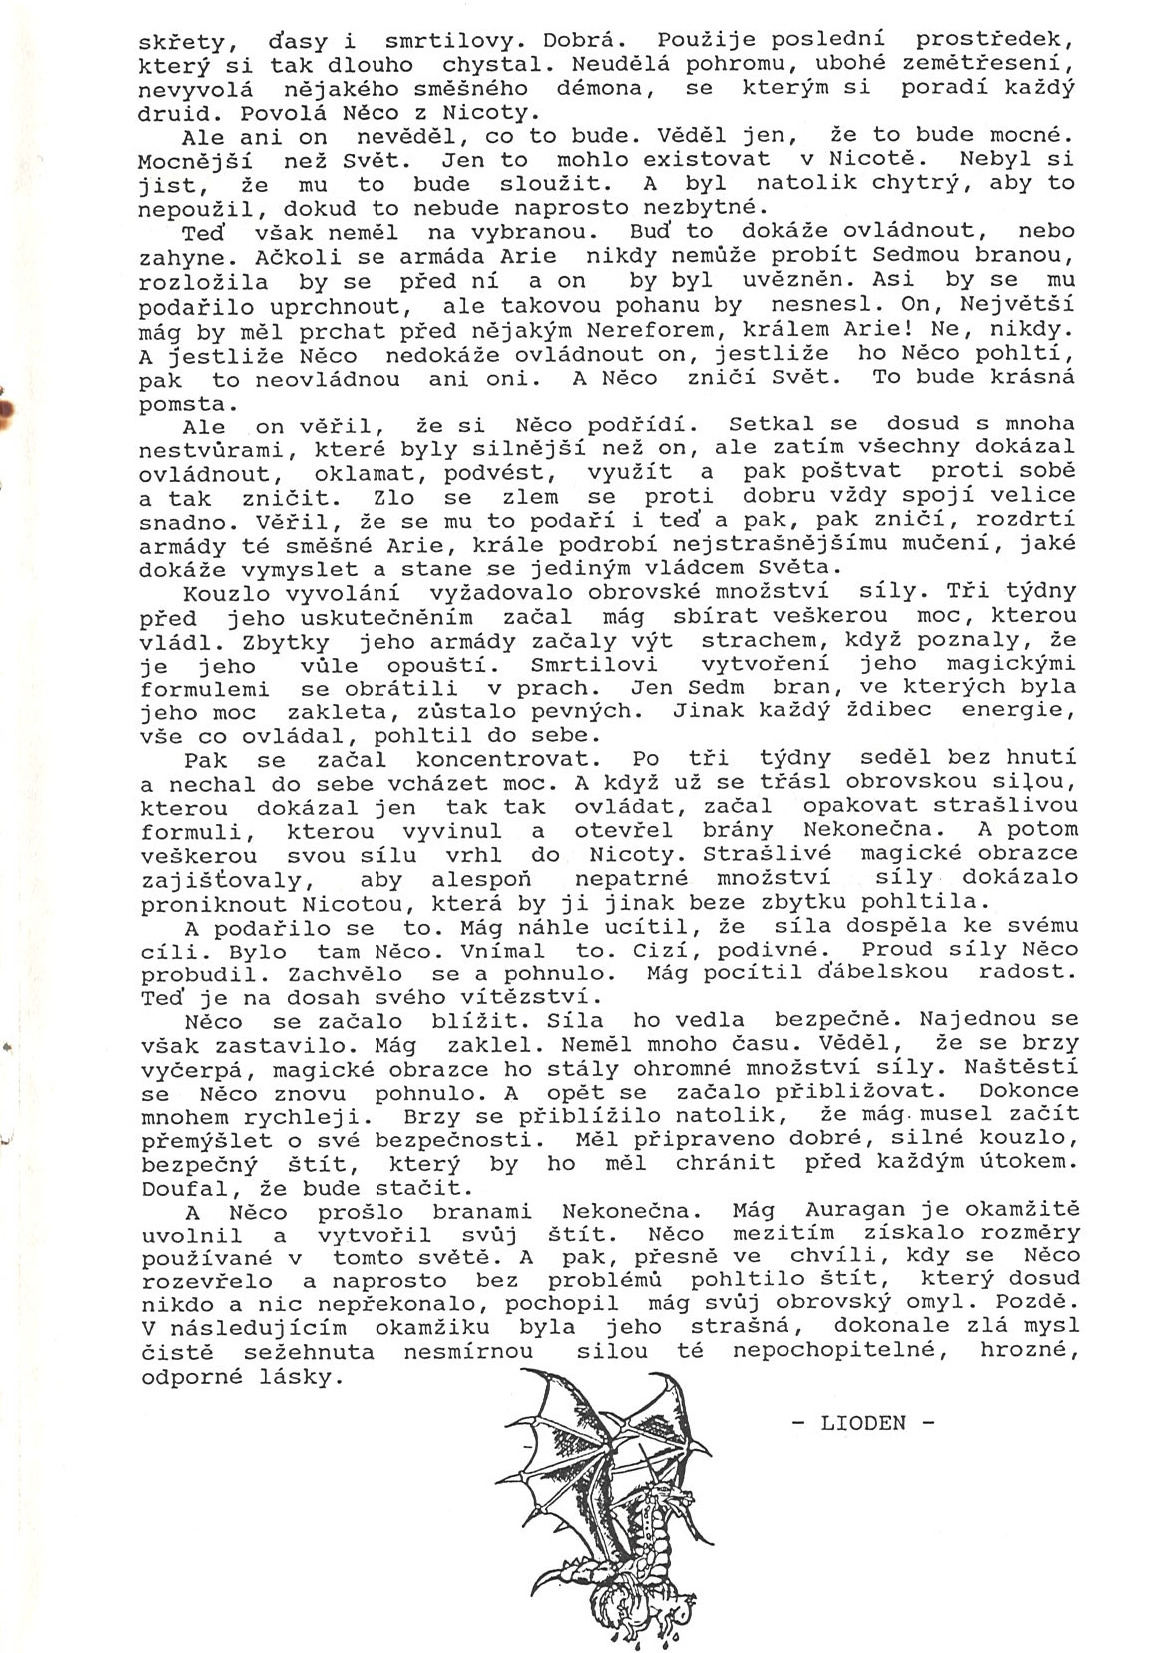 skřety, ďasy i smrtilovy. Dobrá. Použije poslední prostředek,
který si tak dlouho chystal. Neudělá pohromu, ubohé zemětřesení,
nevyvolá nějakého směšného démona, se kterým si poradí každý
druid. Povolá Něco z Nicoty.
Ale ani on nevěděl, co to bude. Věděl jen, že to bude mocné.
Mocnější než Svět. Jen to mohlo existovat v Nicotě. Nebyl si
jist, že mu to bude sloužit. A byl natolik chytrý, aby to
nepoužil, dokud to nebude naprosto nezbytné.
Teď však neměl na vybranou. Buď to dokáže ovládnout, nebo
zahyne. Ačkoli se armáda Arie nikdy nemůže probít Sedmou branou,
rozložila by se před ní a on by byl uvězněn. Asi by se mu
podařilo uprchnout, ale takovou pohanu by nesnesl. On, Největší
mág by měl prchat před nějakým Nereforem, králem Arie! Ne, nikdy.
A jestliže Něco nedokáže ovládnout on, jestliže ho Něco pohltí,
pak to neovládnou ani oni. A Něco zničí Svět. To bude krásná
pomsta.
Ale on věřil, že si Něco podřídí. Setkal se dosud s mnoha
nestvůrami, které byly silnější než on, ale zatím všechny dokázal
ovládnout, oklamat, podvést, využít a pak poštvat proti sobě
a tak zničit. Zlo se zlem se proti dobru vždy spojí velice
snadno. Věřil, že se mu to podaří i teď a pak, pak zničí, rozdrtí
armády té směšné Arie, krále podrobí nejstrašnějšímu mučení, jaké
dokáže vymyslet a stane se jediným vládcem Světa.
Kouzlo vyvolání vyžadovalo obrovské množství síly. Tři týdny
před jeho uskutečněním začal mág sbírat veškerou moc, kterou
vládl. Zbytky jeho armády začaly výt strachem, když poznaly, že
je jeho vůle opouští. Smrtilovi vytvoření jeho magickými
formulemi se obrátili v prach. Jen Sedm bran, ve kterých byla
jeho moc zakleta, zůstalo pevných. Jinak každý ždibec energie,
vše co ovládal, pohltil do sebe.
Pak se začal koncentrovat. Po tři týdny seděl bez hnutí
a nechal do sebe vcházet moc. A když už se třásl obrovskou silou,
kterou dokázal jen tak tak ovládat, začal opakovat strašlivou
formuli, kterou vyvinul a otevřel brány Nekonečna. A potom
veškerou svou sílu vrhl do Nicoty. Strašlivé magické obrazce
zajišťovaly, aby alespoň nepatrné množství síly dokázalo
proniknout Nicotou, která by ji jinak beze zbytku pohltila.
A podařilo se to. Mág náhle ucítil, že síla dospěla ke svému
cíli. Bylo tam Něco. Vnímal to. Cizí, podivné. Proud síly Něco
probudil. Zachvělo se a pohnulo. Mág pocítil ďábelskou radost.
Teď je na dosah svého vítězství.
Něco se začalo blížit. Síla ho vedla bezpečně. Najednou se
však zastavilo. Mág zaklel. Neměl mnoho času. Věděl, že se brzy
vyčerpá, magické obrazce ho stály ohromné množství síly. Naštěstí
se Něco znovu pohnulo. A opět se začalo přibližovat. Dokonce
mnohem rychleji. Brzy se přiblížilo natolik, že mág musel začít
přemýšlet o své bezpečnosti. Měl připraveno dobré, silné kouzlo,
bezpečný štít, který by ho měl chránit před každým útokem.
Doufal, že bude stačit.
A Něco prošlo branami Nekonečna. Mág Auragan je okamžitě
uvolnil a vytvořil svůj štít. Něco mezitím získalo rozměry
používané v tomto světě. A pak, přesně ve chvíli, kdy se Něco
rozevřelo a naprosto bez problémů pohltilo štít, který dosud
nikdo a nic nepřekonalo, pochopil mág svůj obrovský omyl. Pozdě.
V následujícím okamžiku byla jeho strašná, dokonale zlá mysl
čistě sežehnuta nesmírnou silou té nepochopitelné, hrozné,
odporné lásky.
- LIODEN -